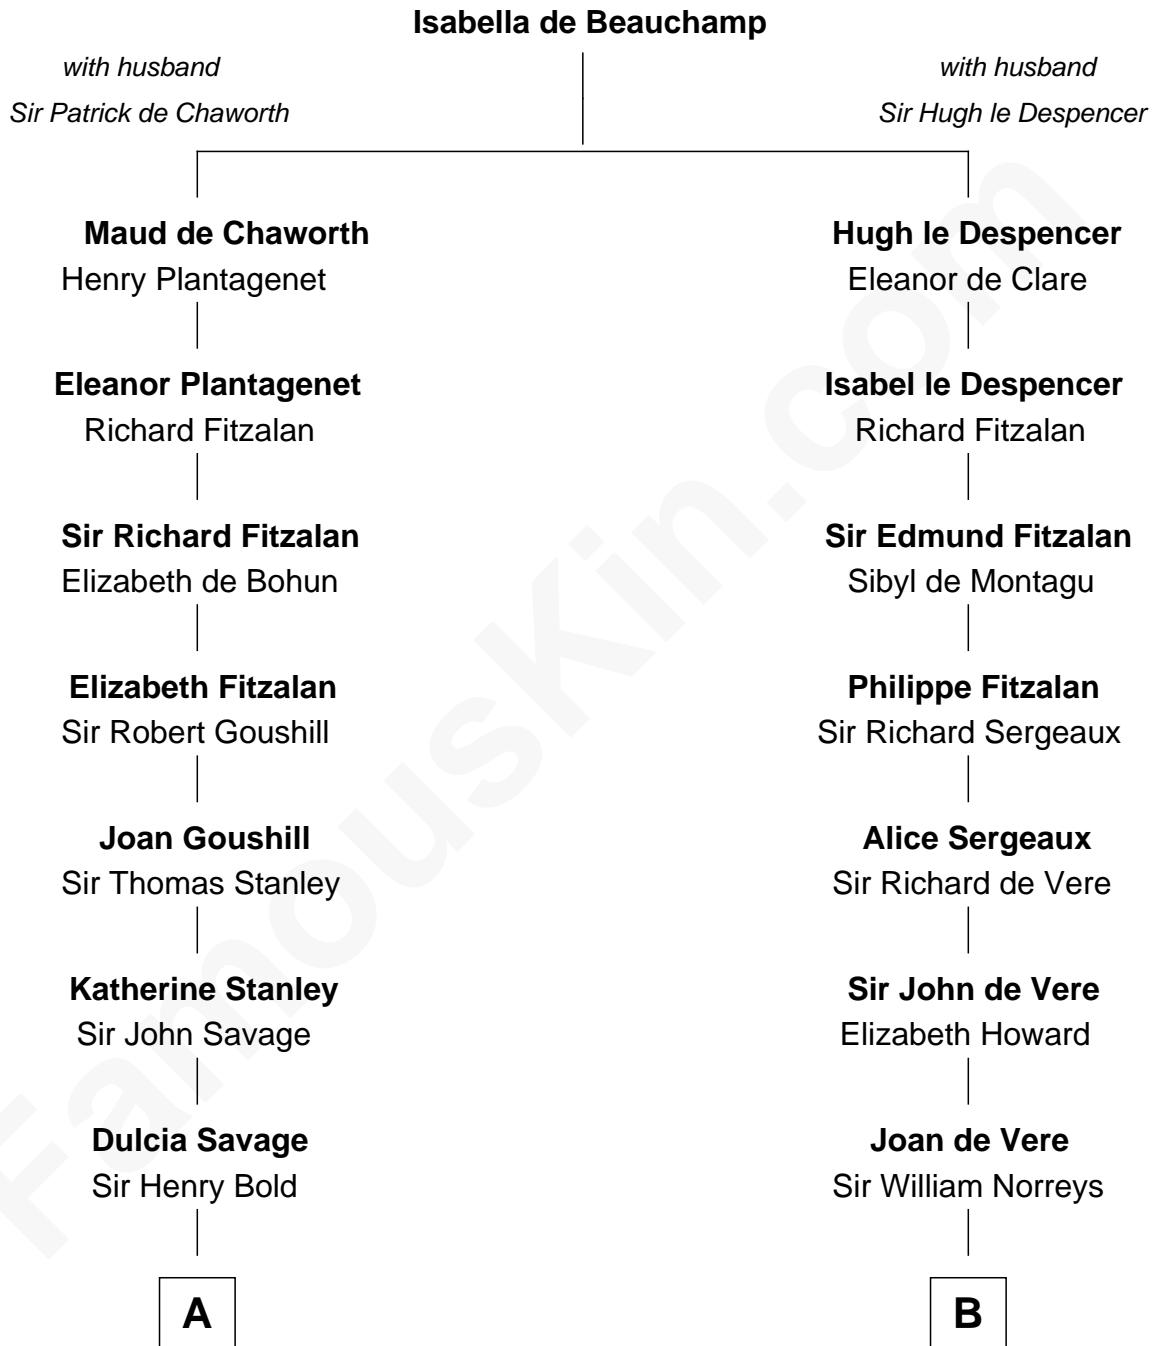 Isabella de Beauchamp
with husband
Sir Patrick de Chaworth
with husband
Sir Hugh le Despencer
Maud de Chaworth
Henry Plantagenet
Hugh le Despencer
Eleanor de Clare
Eleanor Plantagenet
Richard Fitzalan
Isabel le Despencer
Richard Fitzalan
Sir Richard Fitzalan
Elizabeth de Bohun
Sir Edmund Fitzalan
Sibyl de Montagu
Elizabeth Fitzalan
Sir Robert Goushill
Philippe Fitzalan
Sir Richard Sergeaux
Joan Goushill
Sir Thomas Stanley
Alice Sergeaux
Sir Richard de Vere
Katherine Stanley
Sir John Savage
Sir John de Vere
Elizabeth Howard
Dulcia Savage
Sir Henry Bold
Joan de Vere
Sir William Norreys
A
B
FamousKin.com